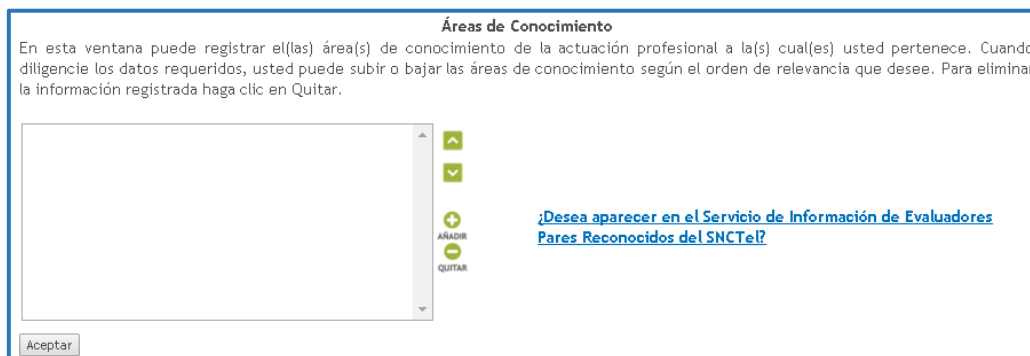 Áreas de Conocimiento
En esta ventana puede registrar el(las) área(s) de conocimiento de la actuación profesional a la(s) cual(es) usted pertenece. Cuando
diligencie los datos requeridos, usted puede subir o bajar las áreas de conocimiento según el orden de relevancia que desee. Para eliminar
la información registrada haga clic en Quitar.
¿Desea aparecer en el Servicio de Información de Evaluadores
Pares Reconocidos del SNCTel?
AÑADIR
QUITAR
Aceptar